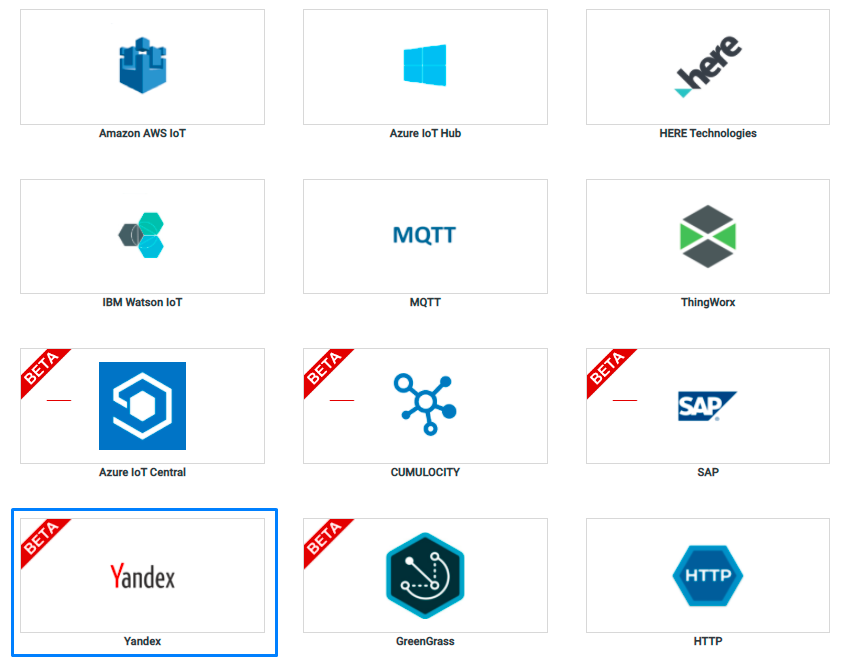 here
Amazon AWS IoT
Azure IoT Hub
HERE Technologies
MQTT
IBM Watson IoT
MQTT
ThingWorx
BETA
BETA
BETA
SAP
Azure IoT Central
CUMULOCITY
SAP
BETA
Yandex
BETA
HTTP
Yandex
GreenGrass
HTTP